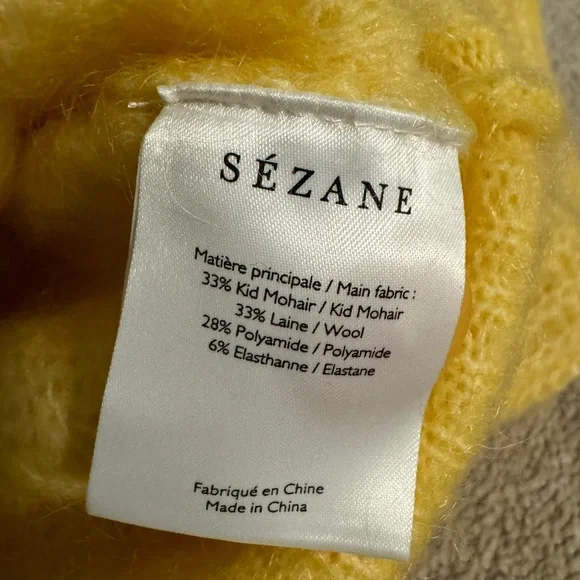 SÉZANE
Matière principale / Main fabric :
33% Kid Mohair / Kid Mohair
33% Laine / Wool
28% Polyamide / Polyamide
6% Elasthanne / Elastane
Fabriqué en Chine
Made in China